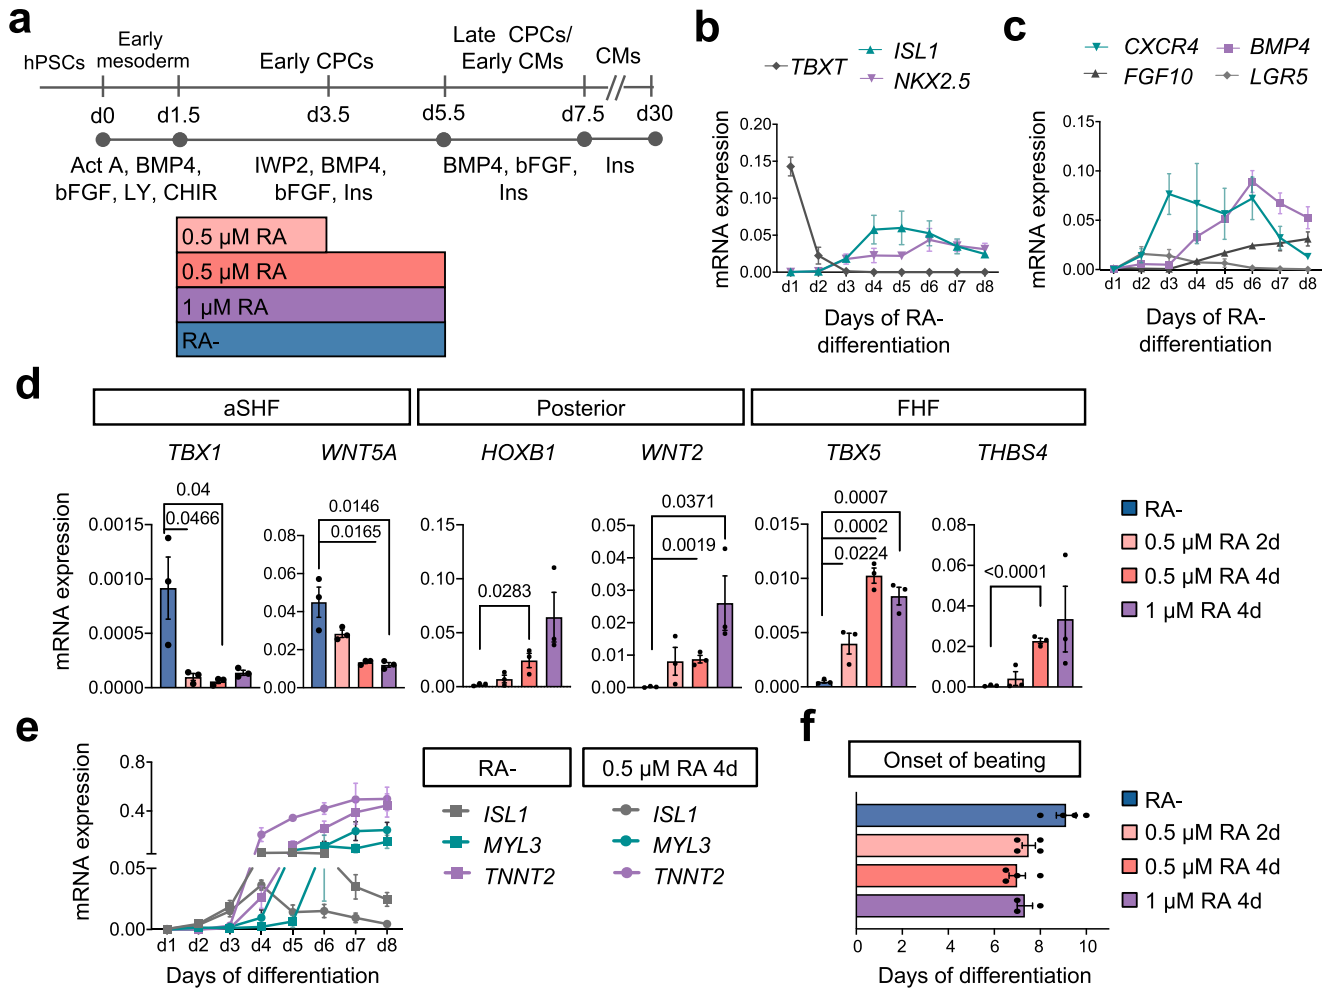 a
hPSCs
Early
mesoderm
Early CPCs
Late CPCs/
Early CMs
CMs
d0 d1.5 d3.5 d5.5 d7.5 d30
Act A, BMP4,
bFGF, LY, CHIR
IWP2, BMP4,
bFGF, Ins
BMP4, bFGF,
Ins
Ins
0.5 µM RA
0.5 µM RA
1 µM RA
RA-
b
TBXT
ISL1
NKX2.5
mRNA expression
0.20
0.15
0.10
0.05
0.00
d1 d2 d3 d4 d5 d6 d7 d8
Days of RA-
differentiation
c
CXCR4 BMP4
FGF10 LGR5
mRNA expression
0.15
0.10
0.05
0.00
d1 d2 d3 d4 d5 d6 d7 d8
Days of RA-
differentiation
d
aSHF Posterior FHF
TBX1 WNT5A HOXB1 WNT2 TBX5 THBS4
mRNA expression
0.04
0.0466
0.0015
0.0010
0.0005
0.0000
0.0146
0.0165
0.08
0.06
0.04
0.02
0.00
0.0283
0.15
0.10
0.05
0.00
0.0371
0.0019
0.05
0.04
0.03
0.02
0.01
0.00
0.0007
0.0002
0.0224
0.015
0.010
0.005
0.000
<0.0001
0.08
0.06
0.04
0.02
0.00
RA-
0.5 µM RA 2d
0.5 µM RA 4d
1 µM RA 4d
e
mRNA expression
0.8
0.4
0.05
0.00
d1 d2 d3 d4 d5 d6 d7 d8
Days of differentiation
RA-
ISL1
MYL3
TNNT2
0.5 µM RA 4d
ISL1
MYL3
TNNT2
f
Onset of beating
0 2 4 6 8 10
Days of differentiation
RA-
0.5 µM RA 2d
0.5 µM RA 4d
1 µM RA 4d